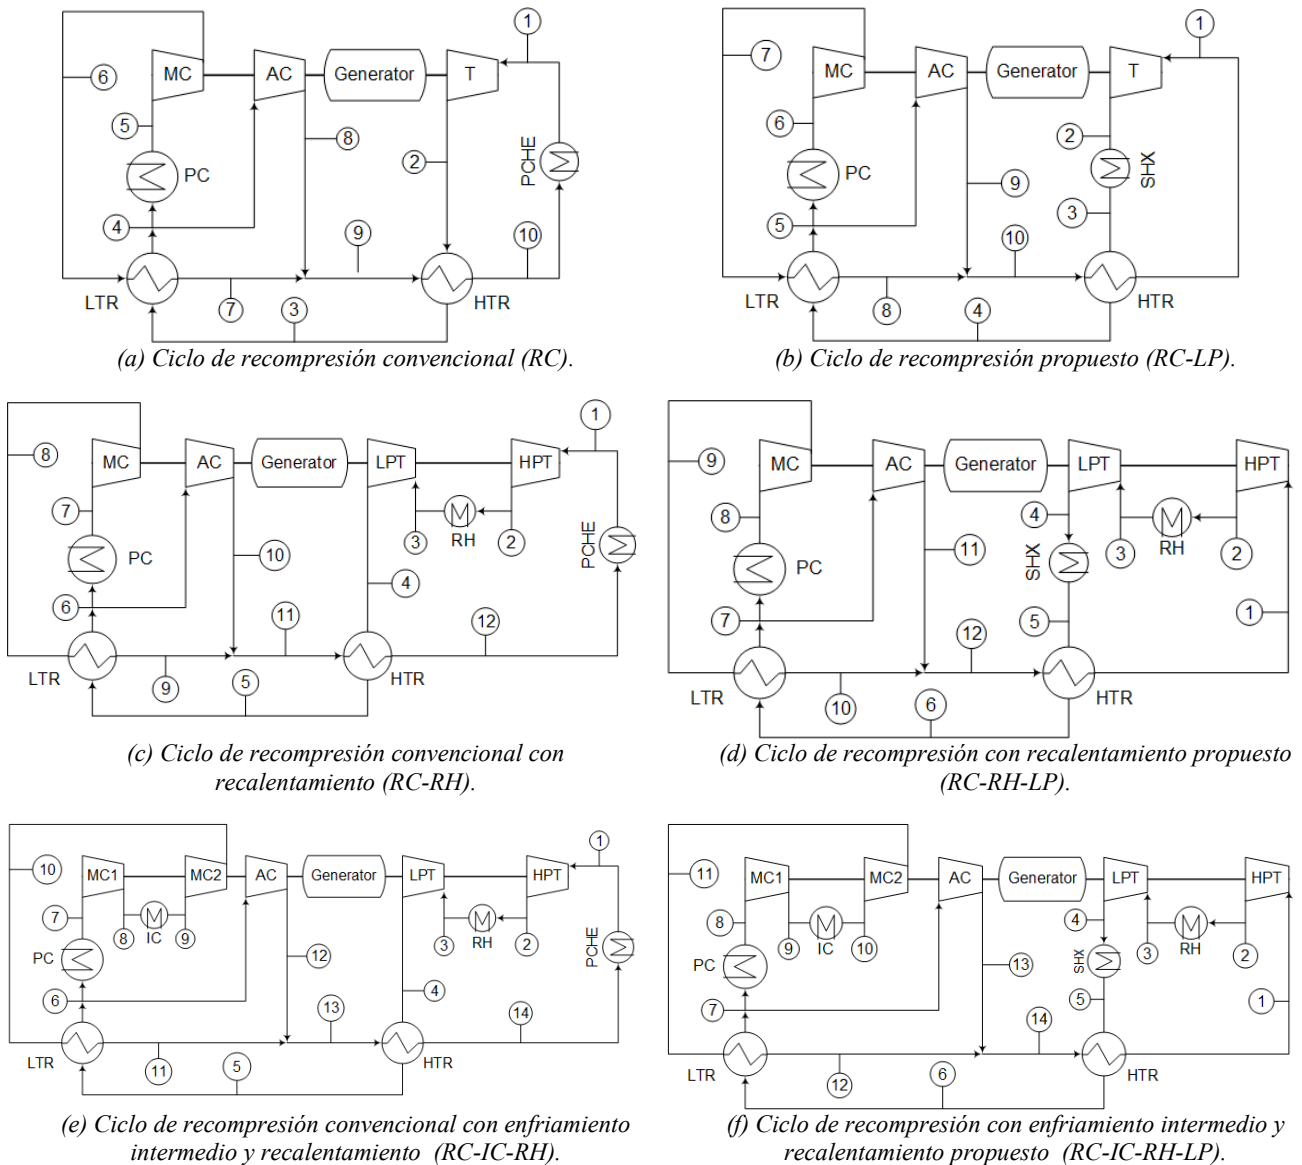 1
7
1
6
MC
AC
Generator
T
MC
AC
Generator
T
5
8
2
PCHE
6
2
PC
PC
9
SHX
4
9
10
5
3
10
LTR
7
3
HTR
LTR
8
4
HTR
(a) Ciclo de recompresión convencional (RC).
(b) Ciclo de recompresión propuesto (RC-LP).
1
8
MC
AC
Generator
LPT
HPT
9
MC
AC
Generator
LPT
HPT
7
3
RH
2
8
4
3
RH
2
10
PCHE
11
SHX
PC
4
PC
6
11
12
7
12
5
1
LTR
9
5
HTR
LTR
10
6
HTR
(c) Ciclo de recompresión convencional con
recalentamiento (RC-RH).
(d) Ciclo de recompresión con recalentamiento propuesto
(RC-RH-LP).
1
10
MC1
MC2
AC
Generator
LPT
HPT
11
MC1
MC2
AC
Generator
LPT
HPT
7
8
IC
9
3
RH
2
8
9
IC
10
4
3
RH
2
PC
12
PCHE
PC
13
SHX
6
13
4
14
7
14
5
1
LTR
11
5
HTR
LTR
12
6
HTR
(e) Ciclo de recompresión convencional con enfriamiento
intermedio y recalentamiento (RC-IC-RH).
(f) Ciclo de recompresión con enfriamiento intermedio y
recalentamiento propuesto (RC-IC-RH-LP).